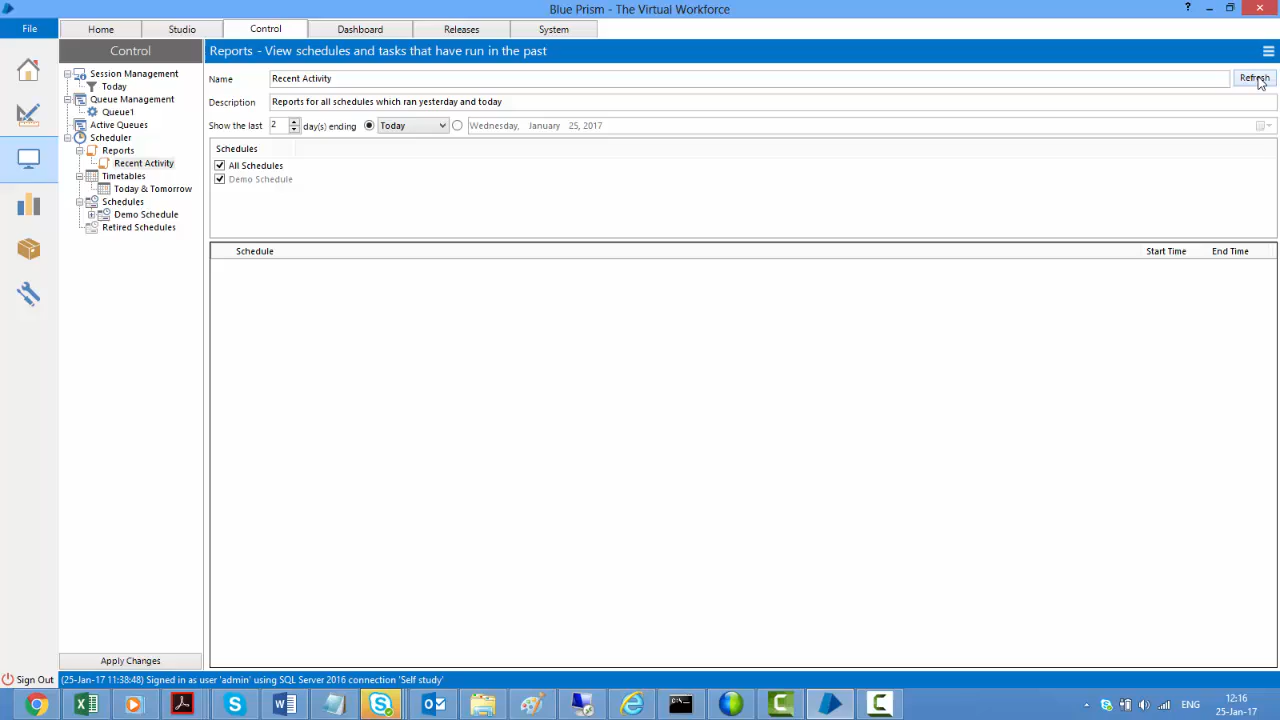 Blue Prism - The Virtual Workforce
?
File
Home
Studio
Control
Dashboard
Releases
System
Control
Reports - View schedules and tasks that have run in the past
Session Management
Today
Queue Management
Queue1
Active Queues
Scheduler
Reports
Recent Activity
Timetables
Today & Tomorrow
Schedules
Demo Schedule
Retired Schedules
Name
Recent Activity
Refresh
Description
Reports for all schedules which ran yesterday and today
Show the last 2 day(s) ending Today Wednesday, January 25, 2017
Schedules
All Schedules
Demo Schedule
Schedule Start Time End Time
Apply Changes
Sign Out
(25-Jan-17 11:38:48) Signed in as user 'admin' using SQL Server 2016 connection 'Self study'
ENG
12:16
25-Jan-17